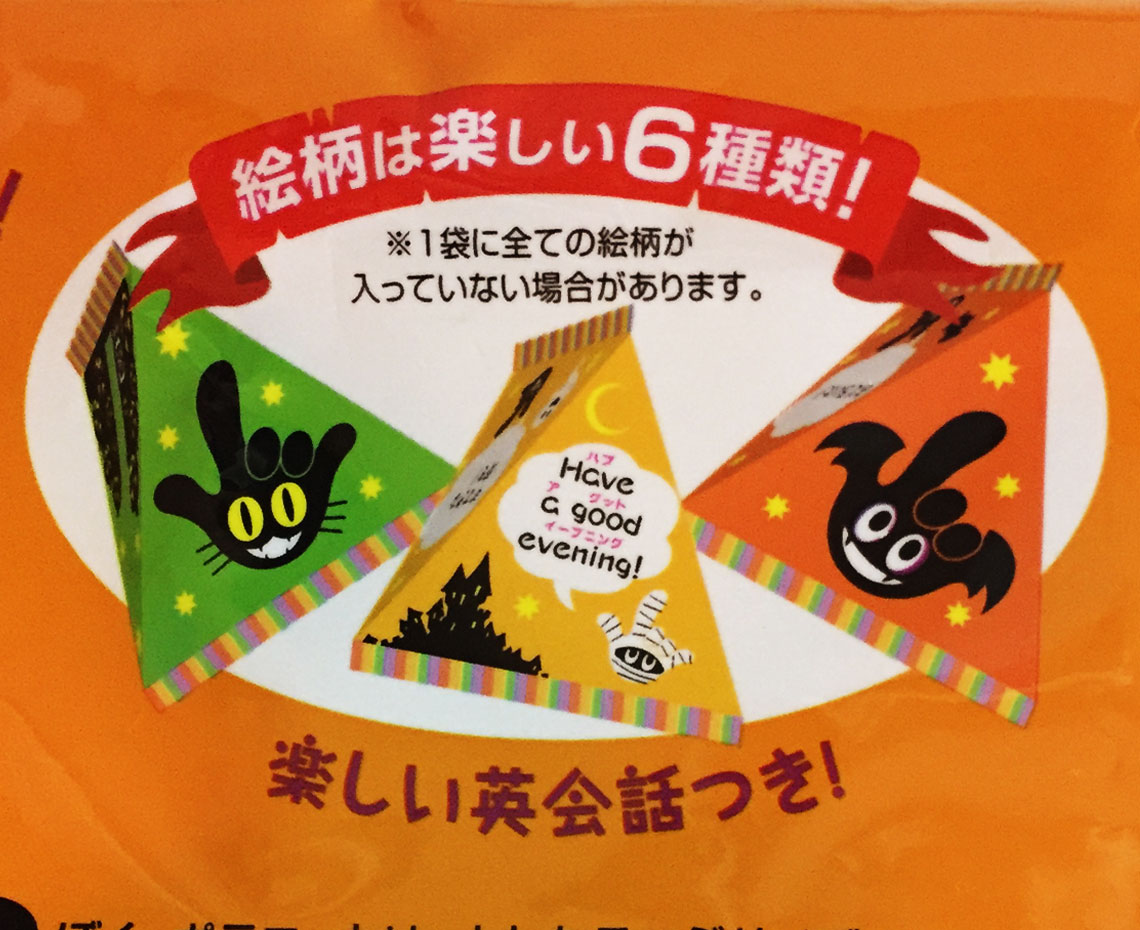 絵柄は楽しい6種類!
※1袋に全ての絵柄が
入っていない場合があります。
ハブ
Have
ア グット
a good
イーブニング
evening!
楽しい英会話つき!